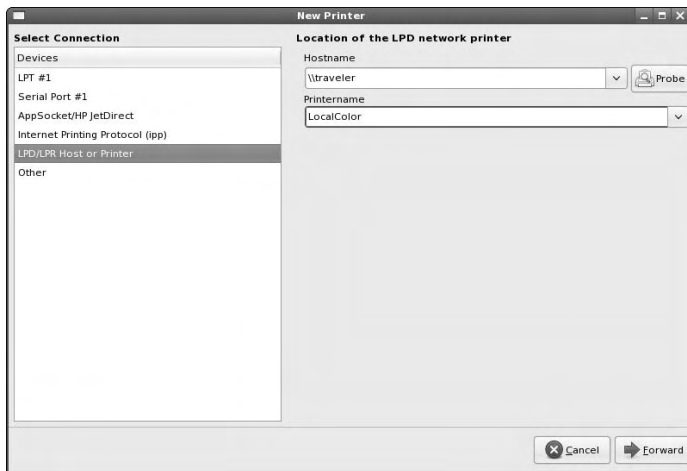 New Printer
Select Connection
Devices
LPT #1
Serial Port #1
AppSocket/HP JetDirect
Internet Printing Protocol (ipp)
LPD/LPR Host or Printer
Other
Location of the LPD network printer
Hostname
\\traveler
Probe
Printername
LocalColor
Cancel
Forward